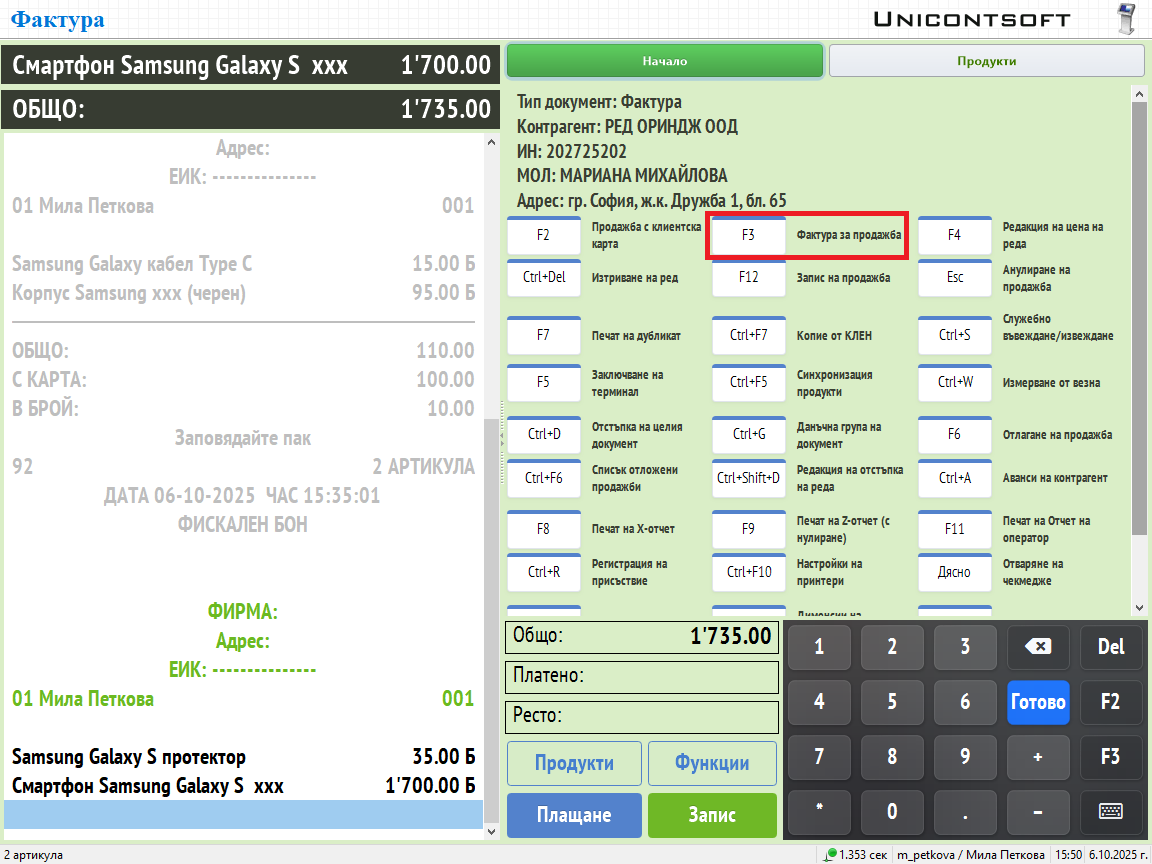 Фактура
UNICONTSOFT
Смартфон Samsung Galaxy S xxx 1'700.00
ОБЩО: 1'735.00
Адрес:
ЕИК: ---------------
01 Мила Петкова 001
Samsung Galaxy кабел Type C 15.00 Б
Корпус Samsung xxx (черен) 95.00 Б
ОБЩО: 110.00
С КАРТА: 100.00
В БРОЙ: 10.00
Заповядайте пак
92 2 АРТИКУЛА
ДАТА 06-10-2025 ЧАС 15:35:01
ФИСКАЛЕН БОН
ФИРМА:
Адрес:
ЕИК: ---------------
01 Мила Петкова 001
Samsung Galaxy S протектор 35.00 Б
Смартфон Samsung Galaxy S xxx 1'700.00 Б
Начало Продукти
Тип документ: Фактура
Контрагент: РЕД ОРИНДЖ ООД
ИН: 202725202
МОЛ: МАРИАНА МИХАЙЛОВА
Адрес: гр. София, ж.к. Дружба 1, бл. 65
F2 Продажба с клиентска карта
F3 Фактура за продажба
F4 Редакция на цена на реда
Ctrl+Del Изтриване на ред
F12 Запис на продажба
Esc Анулиране на продажба
F7 Печат на дубликат
Ctrl+F7 Копие от КЛЕН
Ctrl+S Служебно въвеждане/извеждане
F5 Заключване на терминал
Ctrl+F5 Синхронизация продукти
Ctrl+W Измерване от везна
Ctrl+D Отстъпка на целия документ
Ctrl+G Данъчна група на документ
F6 Отлагане на продажба
Ctrl+F6 Списък отложени продажби
Ctrl+Shift+D Редакция на отстъпка на реда
Ctrl+A Аванси на контрагент
F8 Печат на X-отчет
F9 Печат на Z-отчет (с нулиране)
F11 Печат на Отчет на оператор
Ctrl+R Регистрация на присъствие
Ctrl+F10 Настройки на принтери
Дясно Отваряне на чекмедже
Димензии на
Общо: 1'735.00
Платено:
Ресто:
Продукти Функции
Плащане Запис
1 2 3 Del
4 5 6 Готово F2
7 8 9 + F3
* 0 . -
2 артикула 1.353 сек m_petkova / Мила Петкова 15:50 6.10.2025 г.